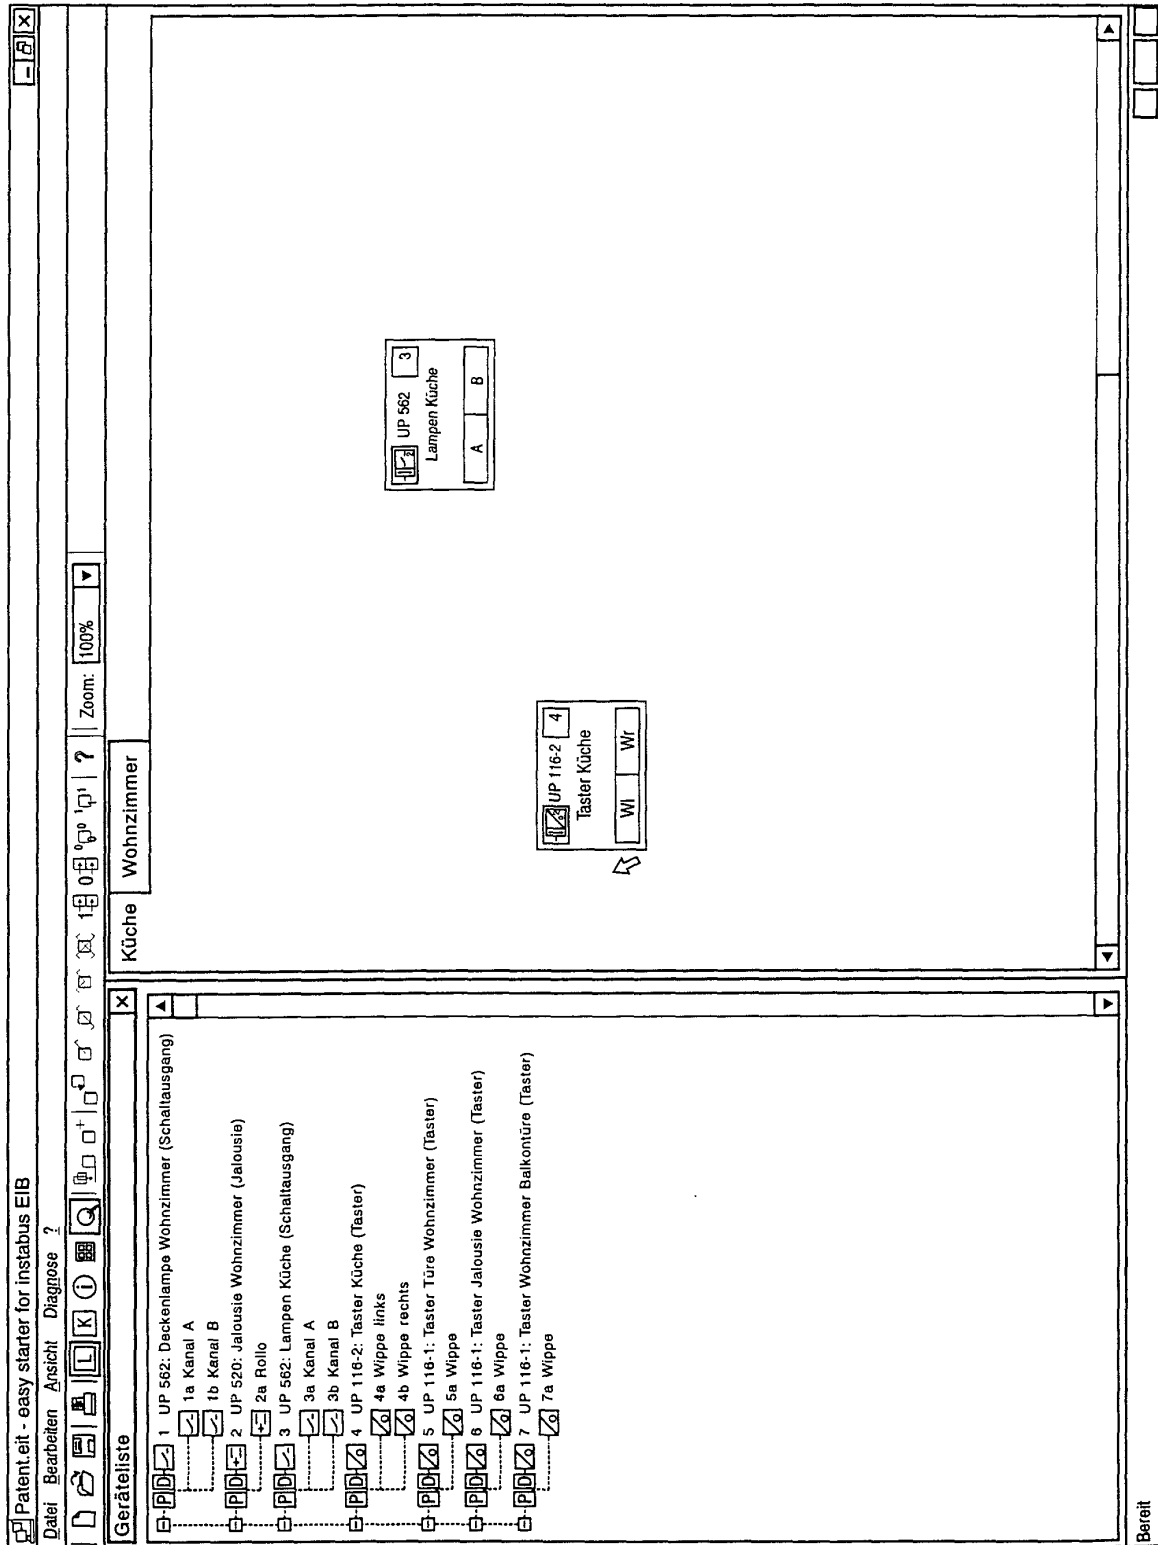 Patent.eit - easy starter for instabus EIB
Datei Bearbeiten Ansicht Diagnose ?
L K i ? Zoom: 100%
Geräteliste
1 UP 562: Deckenlampe Wohnzimmer (Schaltausgang)
1a Kanal A
1b Kanal B
2 UP 520: Jalousie Wohnzimmer (Jalousie)
2a Rollo
3 UP 562: Lampen Küche (Schaltausgang)
3a Kanal A
3b Kanal B
4 UP 116-2: Taster Küche (Taster)
4a Wippe links
4b Wippe rechts
5 UP 116-1: Taster Türe Wohnzimmer (Taster)
5a Wippe
6 UP 116-1: Taster Jalousie Wohnzimmer (Taster)
6a Wippe
7 UP 116-1: Taster Wohnzimmer Balkontüre (Taster)
7a Wippe
Küche Wohnzimmer
UP 562 3
Lampen Küche
A B
UP 116-2 4
Taster Küche
Wl Wr
Bereit